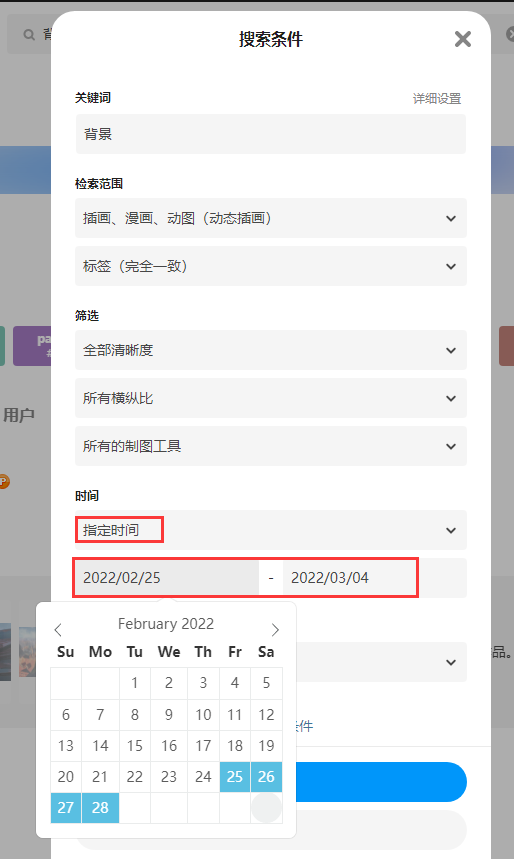 背
搜索条件
关键词
详细设置
背景
检索范围
插画、漫画、动图（动态插画）
标签（完全一致）
筛选
全部清晰度
pa
#
所有横纵比
用户
所有的制图工具
P
时间
指定时间
2022/02/25 - 2022/03/04
February 2022
Su Mo Tu We Th Fr Sa
品。
1 2 3 4 5
6 7 8 9 10 11 12
条件
13 14 15 16 17 18 19
20 21 22 23 24 25 26
27 28